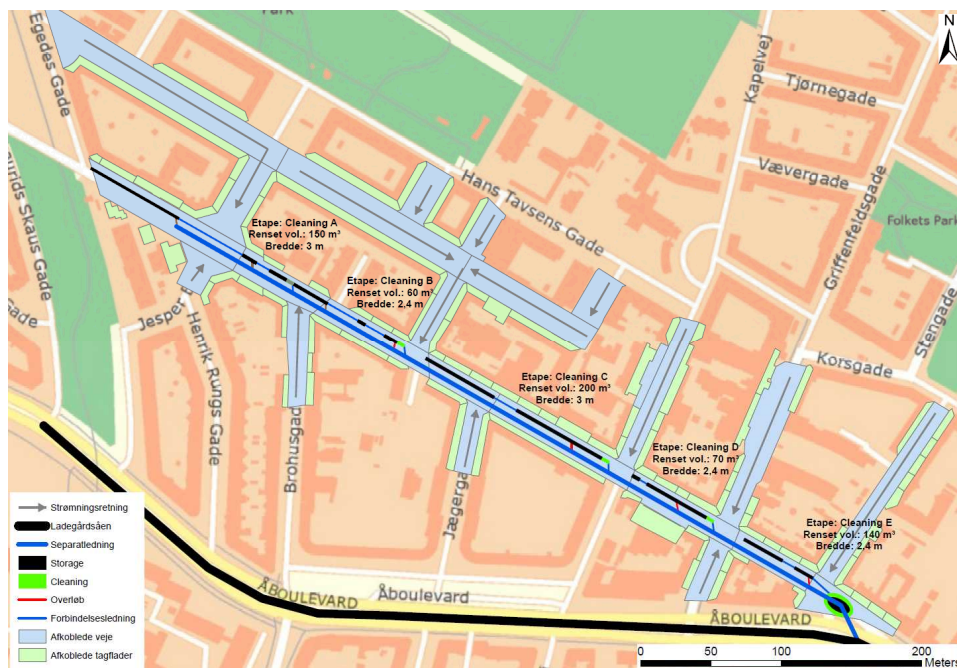 Park
N
Egedes Gade
Kapelvej
Tjørnegade
Vævergade
Hans Tavsens Gade
Griffenfeldsgade
Folkets Park
Stengade
Korsgade
Etape: Cleaning A
Renset vol.: 150 m³
Bredde: 3 m
Etape: Cleaning B
Renset vol.: 60 m³
Bredde: 2,4 m
Etape: Cleaning C
Renset vol.: 200 m³
Bredde: 3 m
Etape: Cleaning D
Renset vol.: 70 m³
Bredde: 2,4 m
Etape: Cleaning E
Renset vol.: 140 m³
Bredde: 2,4 m
ourids Skaus Gade
Gade
Jesper
Henrik Rungs Gade
Brohusgad
Jægerga
ÅBOULEVARD
Åboulevard
ÅBOULEVARD
Strømningsretning
Ladegårdsåen
Separatledning
Storage
Cleaning
Overløb
Forbindelsesledning
Afkoblede veje
Afkoblede tagflader
0 50 100 200
Meters